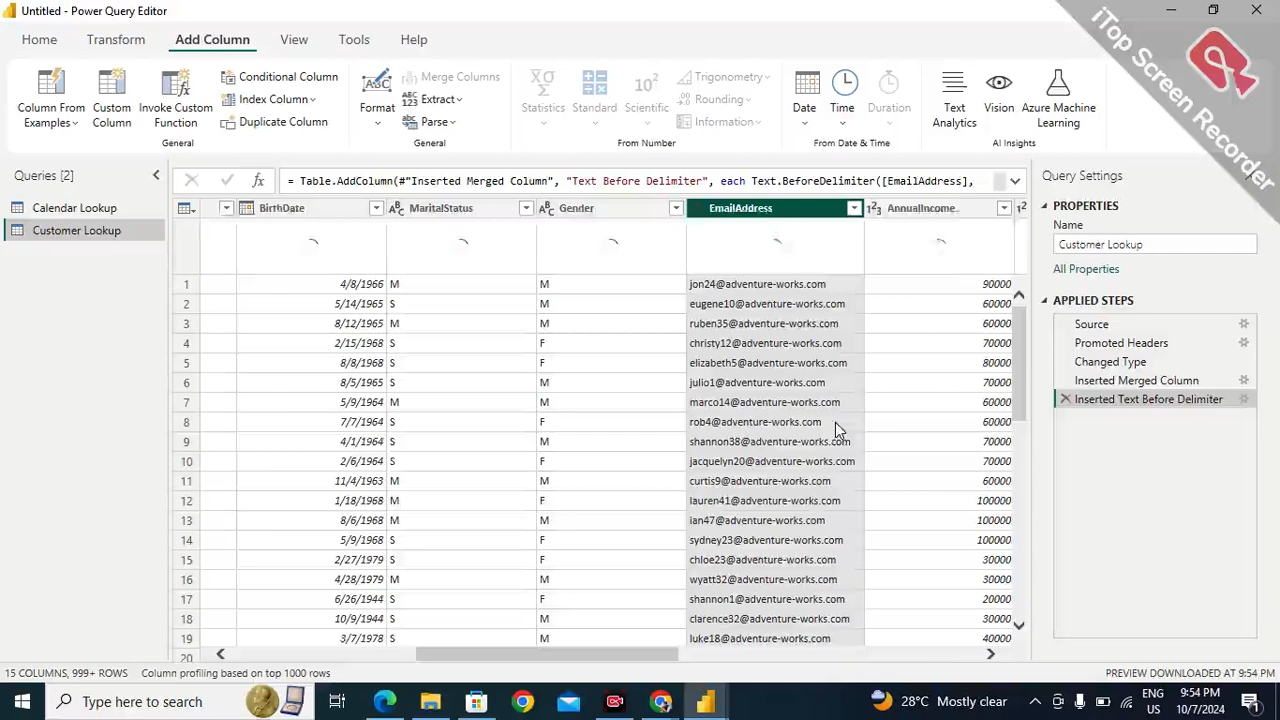 Untitled - Power Query Editor
iTop Screen Recorder
Home Transform Add Column View Tools Help
Column From Examples
Custom Column
Invoke Custom Function
Conditional Column
Index Column
Duplicate Column
General
Format
Merge Columns
Extract
Parse
General
Statistics
Standard
Scientific
Trigonometry
Rounding
Information
From Number
Date
Time
Duration
From Date & Time
Text Analytics
Vision
Azure Machine Learning
AI Insights
Queries [2]
Calendar Lookup
Customer Lookup
= Table.AddColumn(#"Inserted Merged Column", "Text Before Delimiter", each Text.BeforeDelimiter([EmailAddress],
BirthDate MaritalStatus Gender EmailAddress AnnualIncome
1 4/8/1966 M M jon24@adventure-works.com 90000
2 5/14/1965 S M eugene10@adventure-works.com 60000
3 8/12/1965 M M ruben35@adventure-works.com 60000
4 2/15/1968 S F christy12@adventure-works.com 70000
5 8/8/1968 S F elizabeth5@adventure-works.com 80000
6 8/5/1965 S M julio1@adventure-works.com 70000
7 5/9/1964 M M marco14@adventure-works.com 60000
8 7/7/1964 S F rob4@adventure-works.com 60000
9 4/1/1964 S M shannon38@adventure-works.com 70000
10 2/6/1964 S F jacquelyn20@adventure-works.com 70000
11 11/4/1963 M M curtis9@adventure-works.com 60000
12 1/18/1968 M F lauren41@adventure-works.com 100000
13 8/6/1968 M M ian47@adventure-works.com 100000
14 5/9/1968 S F sydney23@adventure-works.com 100000
15 2/27/1979 S F chloe23@adventure-works.com 30000
16 4/28/1979 M M wyatt32@adventure-works.com 30000
17 6/26/1944 S F shannon1@adventure-works.com 20000
18 10/9/1944 S M clarence32@adventure-works.com 30000
19 3/7/1978 S M luke18@adventure-works.com 40000
20
Query Settings
PROPERTIES
Name
Customer Lookup
All Properties
APPLIED STEPS
Source
Promoted Headers
Changed Type
Inserted Merged Column
Inserted Text Before Delimiter
15 COLUMNS, 999+ ROWS Column profiling based on top 1000 rows PREVIEW DOWNLOADED AT 9:54 PM
Type here to search
28°C Mostly clear
ENG
US
9:54 PM
10/7/2024
1